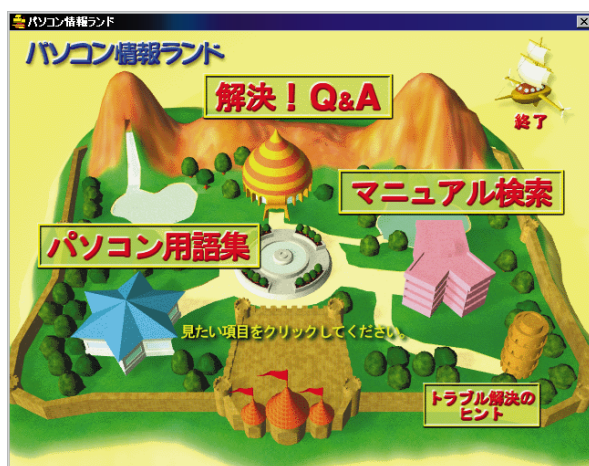 パソコン情報ランド
パソコン情報ランド
解決！Q&A
終了
マニュアル検索
パソコン用語集
見たい項目をクリックしてください。
トラブル解決の
ヒント